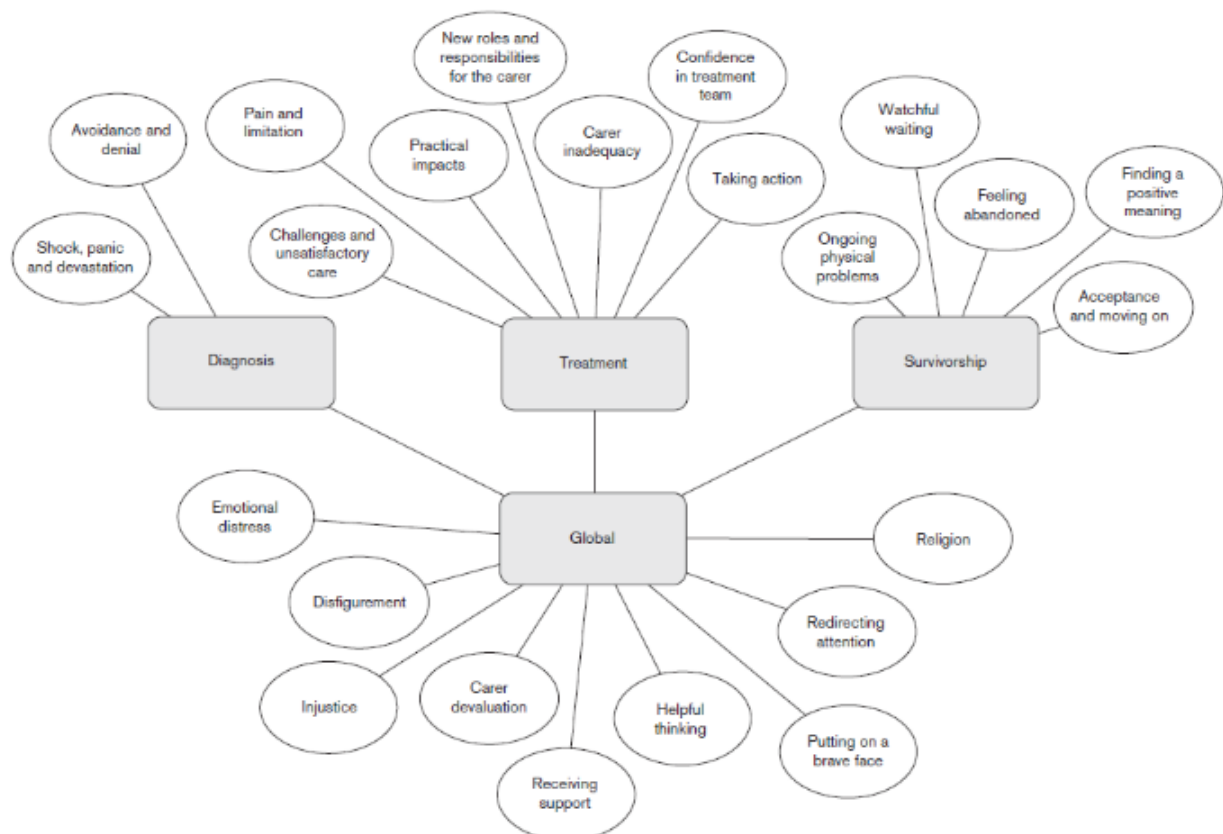 New roles and
responsibilities
for the carer
Confidence
in treatment
team
Avoidance and
denial
Pain and
limitation
Practical
impacts
Carer
inadequacy
Taking action
Watchful
waiting
Feeling
abandoned
Finding a
positive
meaning
Shock, panic
and devastation
Challenges and
unsatisfactory
care
Ongoing
physical
problems
Acceptance
and moving on
Diagnosis
Treatment
Survivorship
Emotional
distress
Global
Religion
Disfigurement
Redirecting
attention
Injustice
Carer
devaluation
Helpful
thinking
Putting on a
brave face
Receiving
support